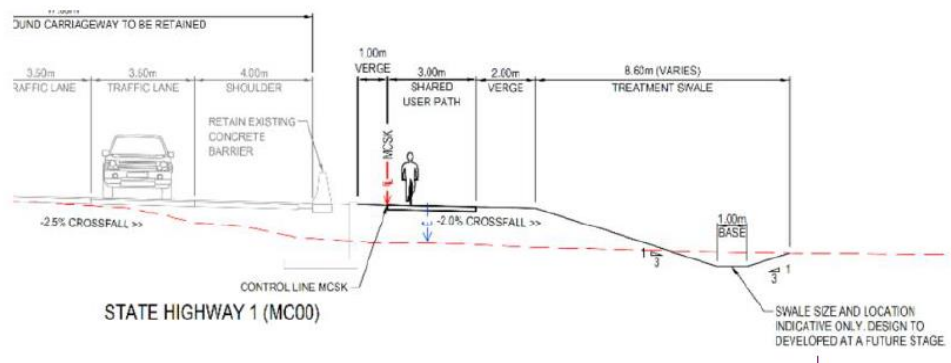 OUND CARRIAGEWAY TO BE RETAINED
3.50m
3.50m
4.00m
RAFFIC LANE
TRAFFIC LANE
SHOULDER
1.00m
VERGE
3.00m
SHARED
USER PATH
2.00m
VERGE
8.60m (VARIES)
TREATMENT SWALE
RETAIN EXISTING
CONCRETE
BARRIER
MCSK
-2.5% CROSSFALL >>
-2.0% CROSSFALL >>
1.00m
BASE
1
3
1
3
CONTROL LINE MCSK
STATE HIGHWAY 1 (MC00)
SWALE SIZE AND LOCATION
INDICATIVE ONLY. DESIGN TO
DEVELOPED AT A FUTURE STAGE